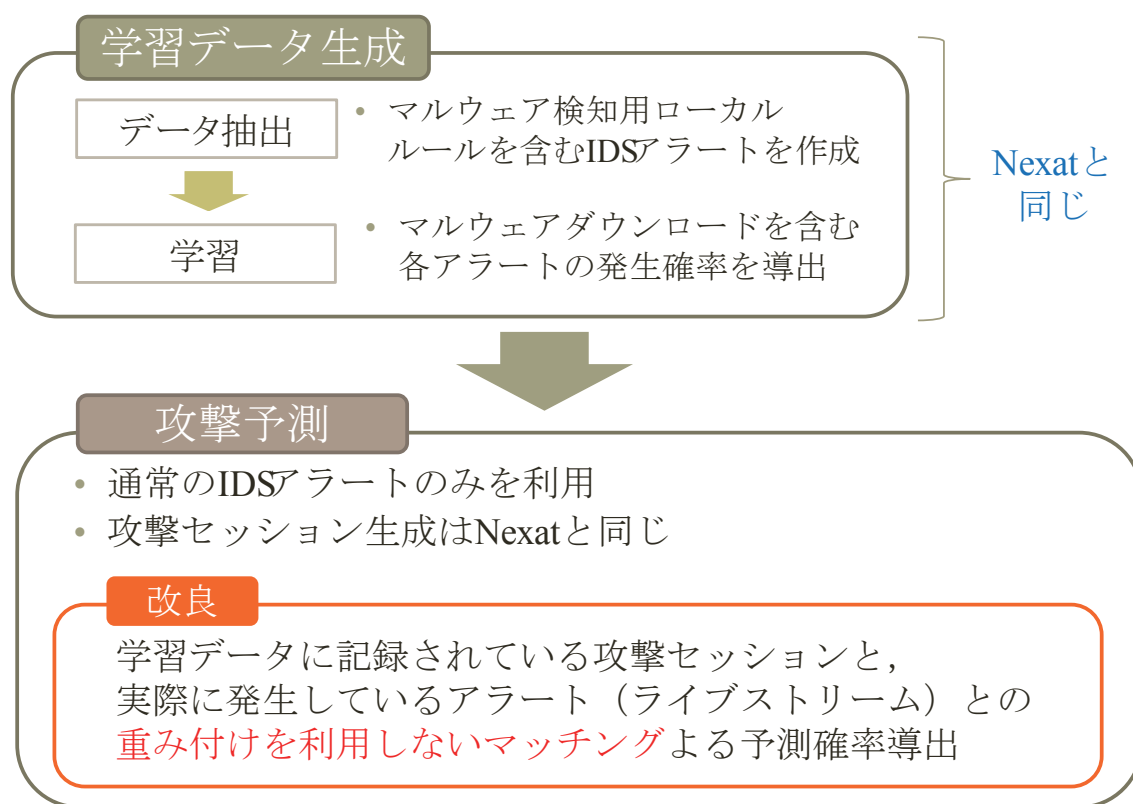 学習データ生成
データ抽出
• マルウェア検知用ローカル
ルールを含むIDSアラートを作成
学習
• マルウェアダウンロードを含む
各アラートの発生確率を導出
Nexatと
同じ
攻撃予測
• 通常のIDSアラートのみを利用
• 攻撃セッション生成はNexatと同じ
改良
学習データに記録されている攻撃セッションと,
実際に発生しているアラート（ライブストリーム）との
重み付けを利用しないマッチングよる予測確率導出